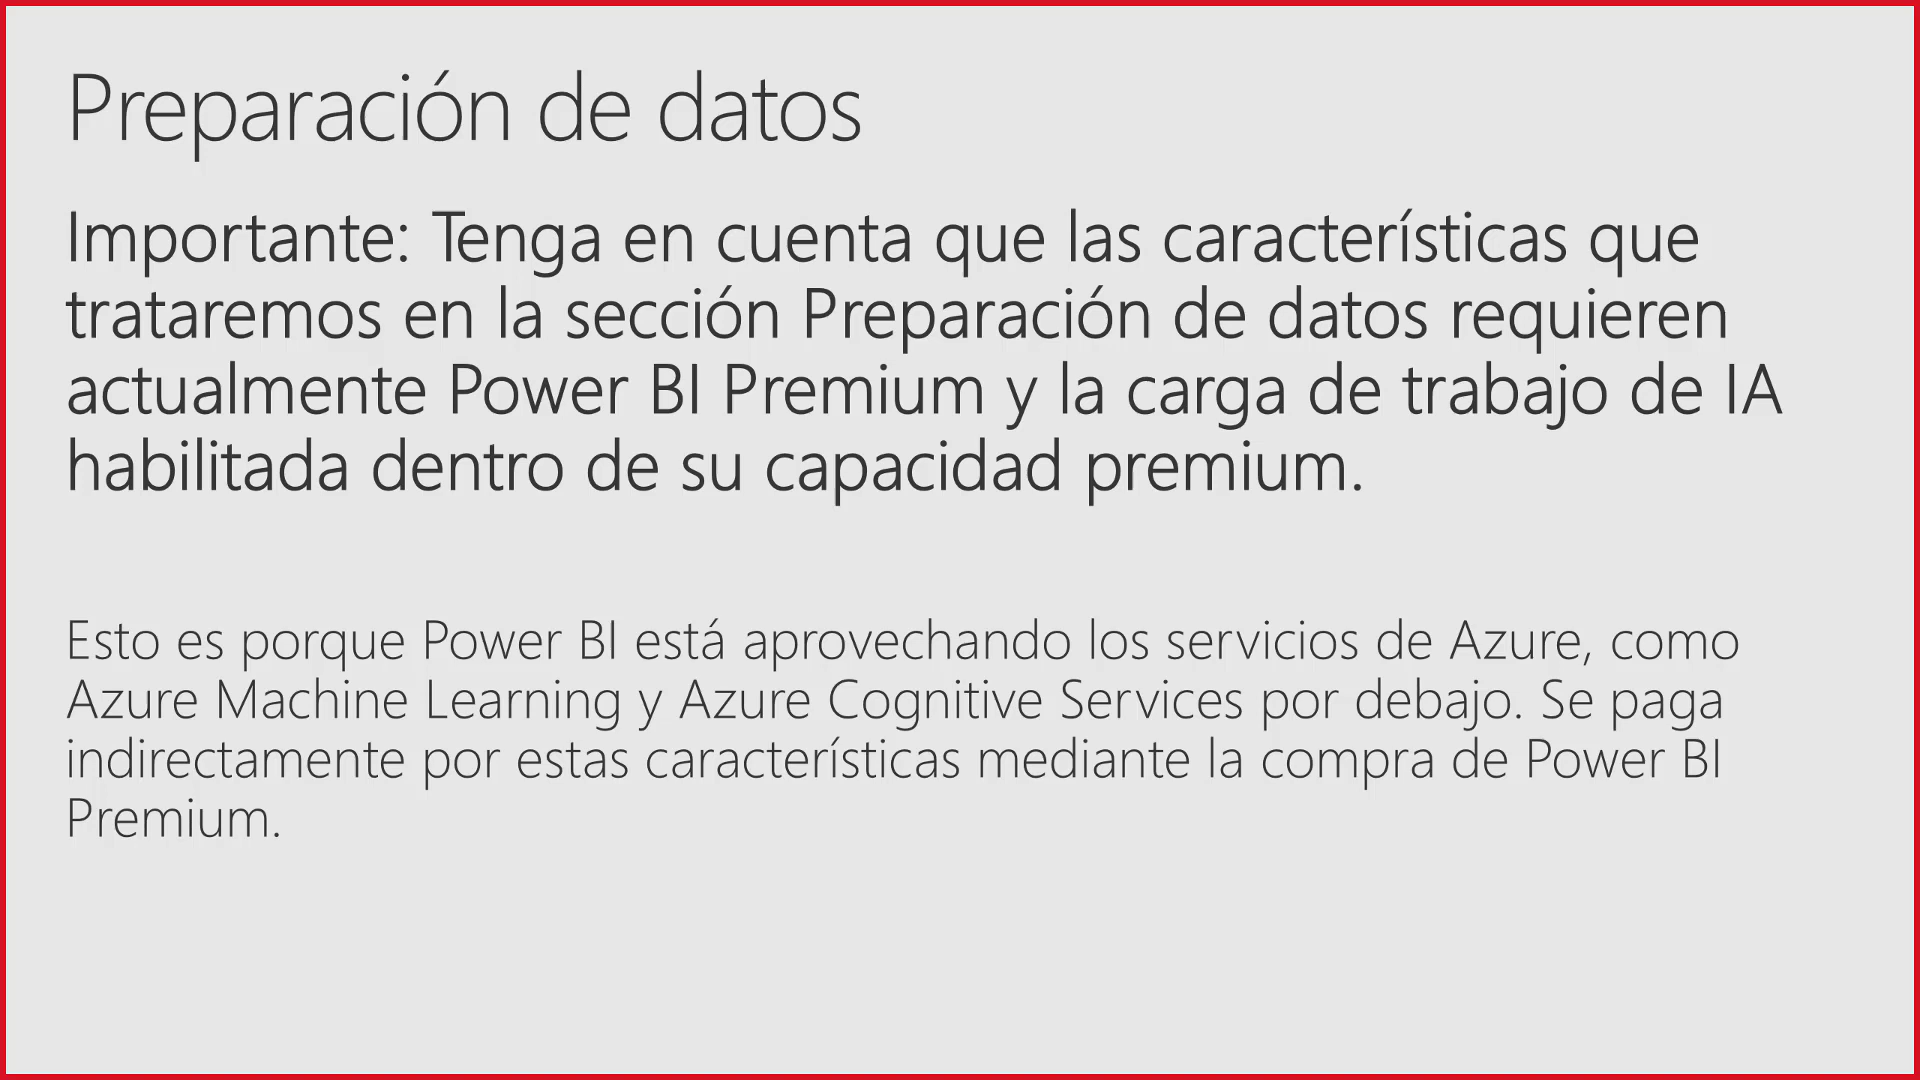 Preparación de datos
Importante: Tenga en cuenta que las características que
trataremos en la sección Preparación de datos requieren
actualmente Power BI Premium y la carga de trabajo de IA
habilitada dentro de su capacidad premium.
Esto es porque Power BI está aprovechando los servicios de Azure, como
Azure Machine Learning y Azure Cognitive Services por debajo. Se paga
indirectamente por estas características mediante la compra de Power BI
Premium.